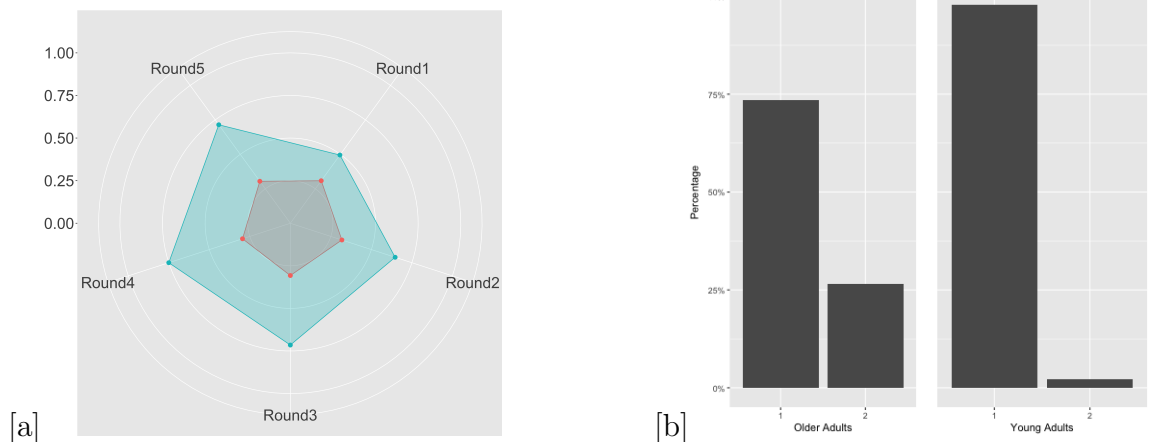 1.00
0.75
0.50
0.25
0.00
Round5
Round1
Round4
Round2
Round3
[a]
Percentage
75%
50%
25%
0%
1
2
Older Adults
1
2
Young Adults
[b]